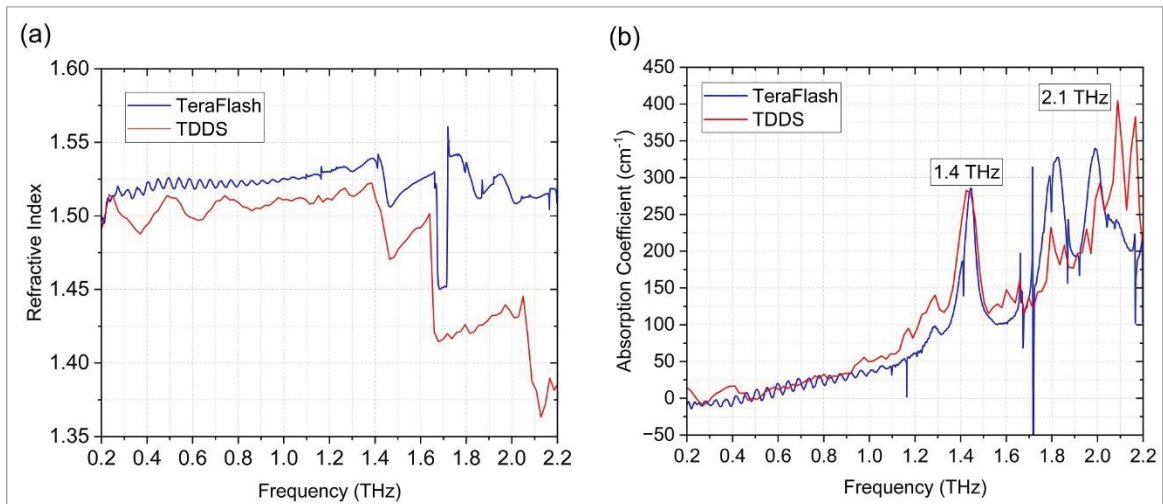 (a)
1.60
1.55
1.50
1.45
1.40
1.35
Refractive Index
TeraFlash
TDDS
0.2 0.4 0.6 0.8 1.0 1.2 1.4 1.6 1.8 2.0 2.2
Frequency (THz)
(b)
450
400
350
300
250
200
150
100
50
0
−50
Absorption Coefficient (cm⁻¹)
TeraFlash
TDDS
2.1 THz
1.4 THz
0.2 0.4 0.6 0.8 1.0 1.2 1.4 1.6 1.8 2.0 2.2
Frequency (THz)